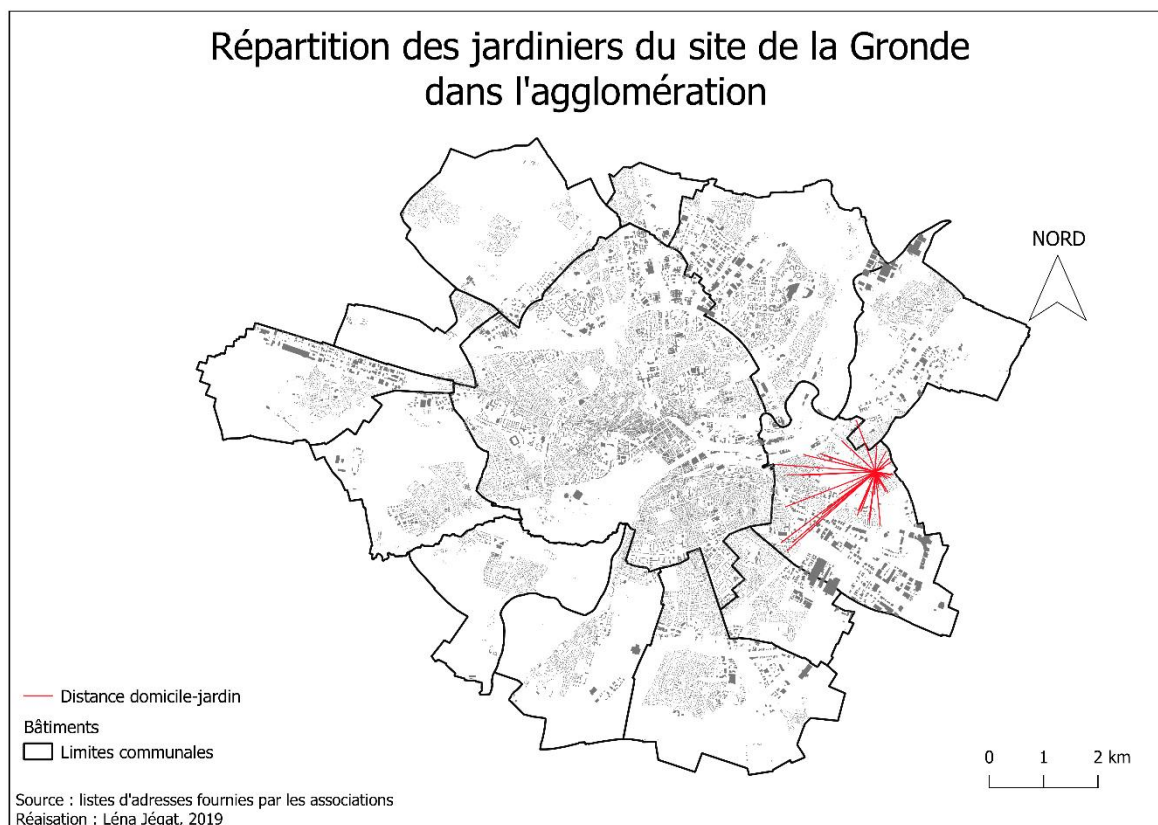 Répartition des jardiniers du site de la Gronde
dans l'agglomération
NORD
Distance domicile-jardin
Bâtiments
Limites communales
0 1 2 km
Source : listes d'adresses fournies par les associations
Réaisation : Léna Jégat, 2019